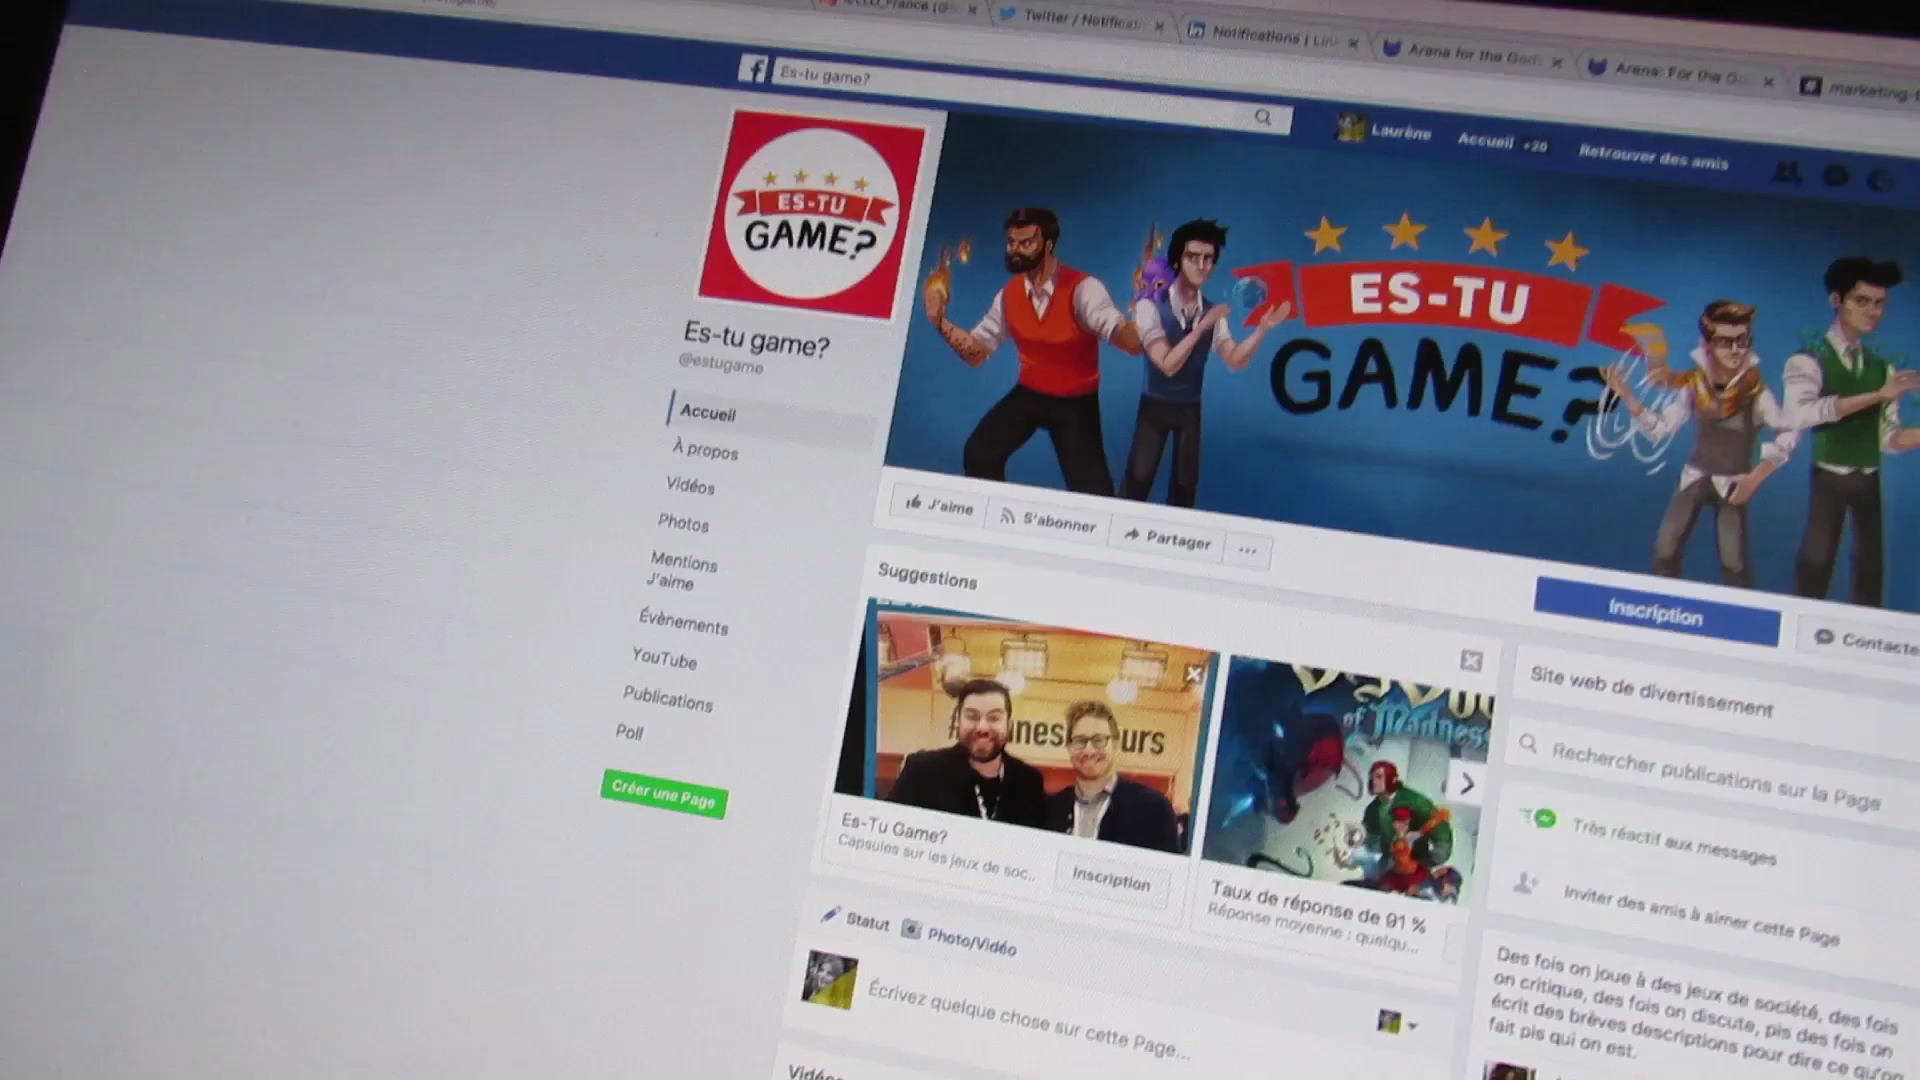 Twitter / Notificati
Notifications | Lin
Arena for the God
Arena: For the G
marketing-
Es-tu game?
Laurène
Accueil +20
Retrouver des amis
ES-TU
GAME?
ES-TU
GAME?
Es-tu game?
@estugame
Accueil
À propos
Vidéos
Photos
Mentions
J'aime
Évènements
YouTube
Publications
Poll
Créer une Page
J'aime
S'abonner
Partager
...
Inscription
Contacte
Suggestions
urs
Es-Tu Game?
Capsules sur les jeux de soc...
Inscription
of Madness
Taux de réponse de 91 %
Réponse moyenne : quelqu...
Statut
Photo/Vidéo
Écrivez quelque chose sur cette Page...
Site web de divertissement
Rechercher publications sur la Page
Très réactif aux messages
Inviter des amis à aimer cette Page
Des fois on joue à des jeux de société, des fois
on critique, des fois on discute, pis des fois on
écrit des brèves descriptions pour dire ce qu'on
fait pis qui on est.